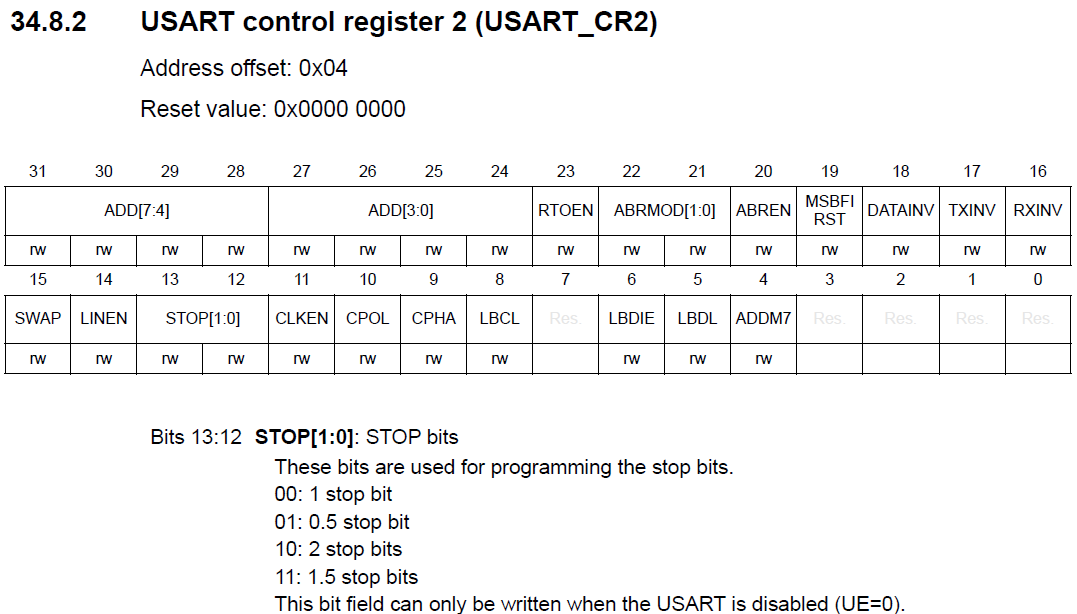 34.8.2 USART control register 2 (USART_CR2)
Address offset: 0x04
Reset value: 0x0000 0000
31 30 29 28 27 26 25 24 23 22 21 20 19 18 17 16
ADD[7:4] ADD[3:0] RTOEN ABRMOD[1:0] ABREN MSBFI RST DATAINV TXINV RXINV
rw rw rw rw rw rw rw rw rw rw rw rw rw rw rw rw
15 14 13 12 11 10 9 8 7 6 5 4 3 2 1 0
SWAP LINEN STOP[1:0] CLKEN CPOL CPHA LBCL Res. LBDIE LBDL ADDM7 Res. Res. Res. Res.
rw rw rw rw rw rw rw rw rw rw rw
Bits 13:12 STOP[1:0]: STOP bits
These bits are used for programming the stop bits.
00: 1 stop bit
01: 0.5 stop bit
10: 2 stop bits
11: 1.5 stop bits
This bit field can only be written when the USART is disabled (UE=0).